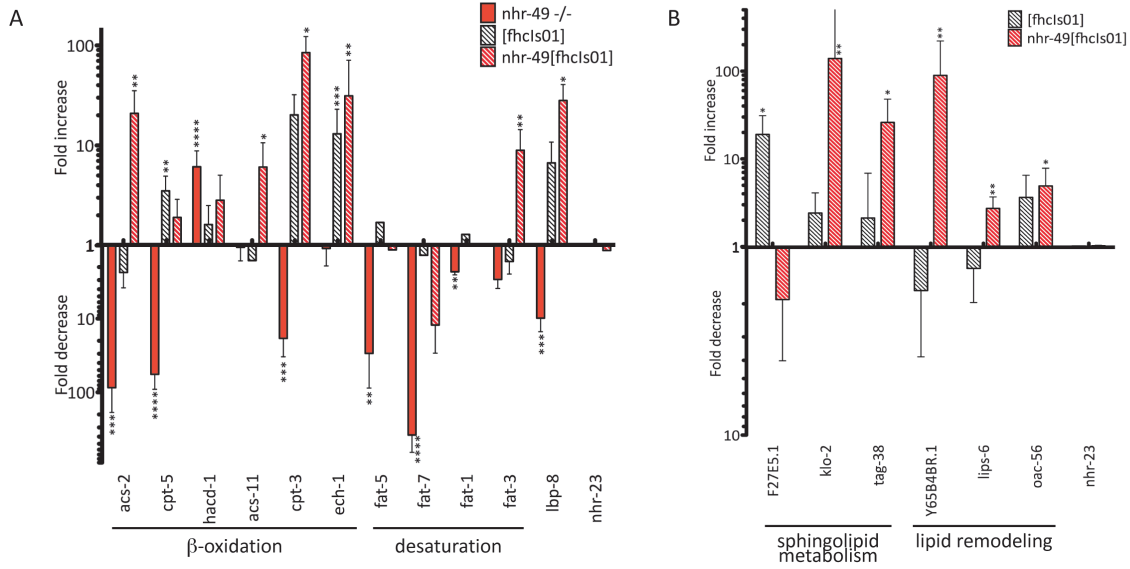 A
nhr-49 -/-
[fhcIs01]
nhr-49[fhcIs01]
Fold increase
Fold decrease
100
10
1
10
100
***
**
****
**
****
*
***
*
***
**
**
****
**
**
***
*
acs-2
cpt-5
hacd-1
acs-11
cpt-3
ech-1
fat-5
fat-7
fat-1
fat-3
lbp-8
nhr-23
β-oxidation
desaturation
B
[fhcIs01]
nhr-49[fhcIs01]
Fold increase
Fold decrease
100
10
1
10
*
**
*
**
**
*
F27E5.1
klo-2
tag-38
Y65B4BR.1
lips-6
oac-56
nhr-23
sphingolipid
metabolism
lipid remodeling